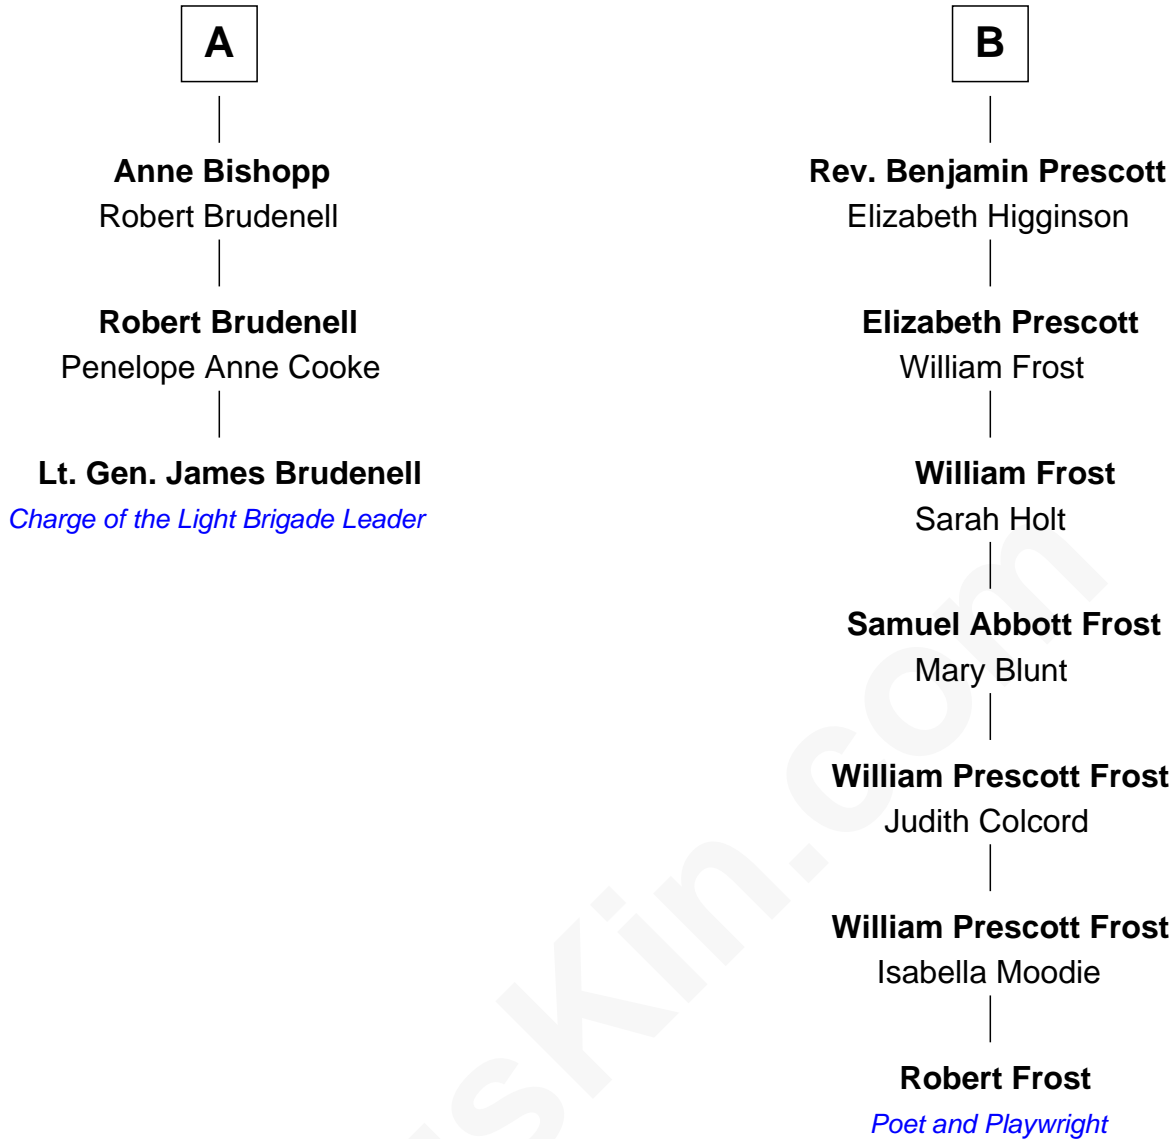 A
Anne Bishopp
Robert Brudenell
Robert Brudenell
Penelope Anne Cooke
Lt. Gen. James Brudenell
Charge of the Light Brigade Leader
B
Rev. Benjamin Prescott
Elizabeth Higginson
Elizabeth Prescott
William Frost
William Frost
Sarah Holt
Samuel Abbott Frost
Mary Blunt
William Prescott Frost
Judith Colcord
William Prescott Frost
Isabella Moodie
Robert Frost
Poet and Playwright